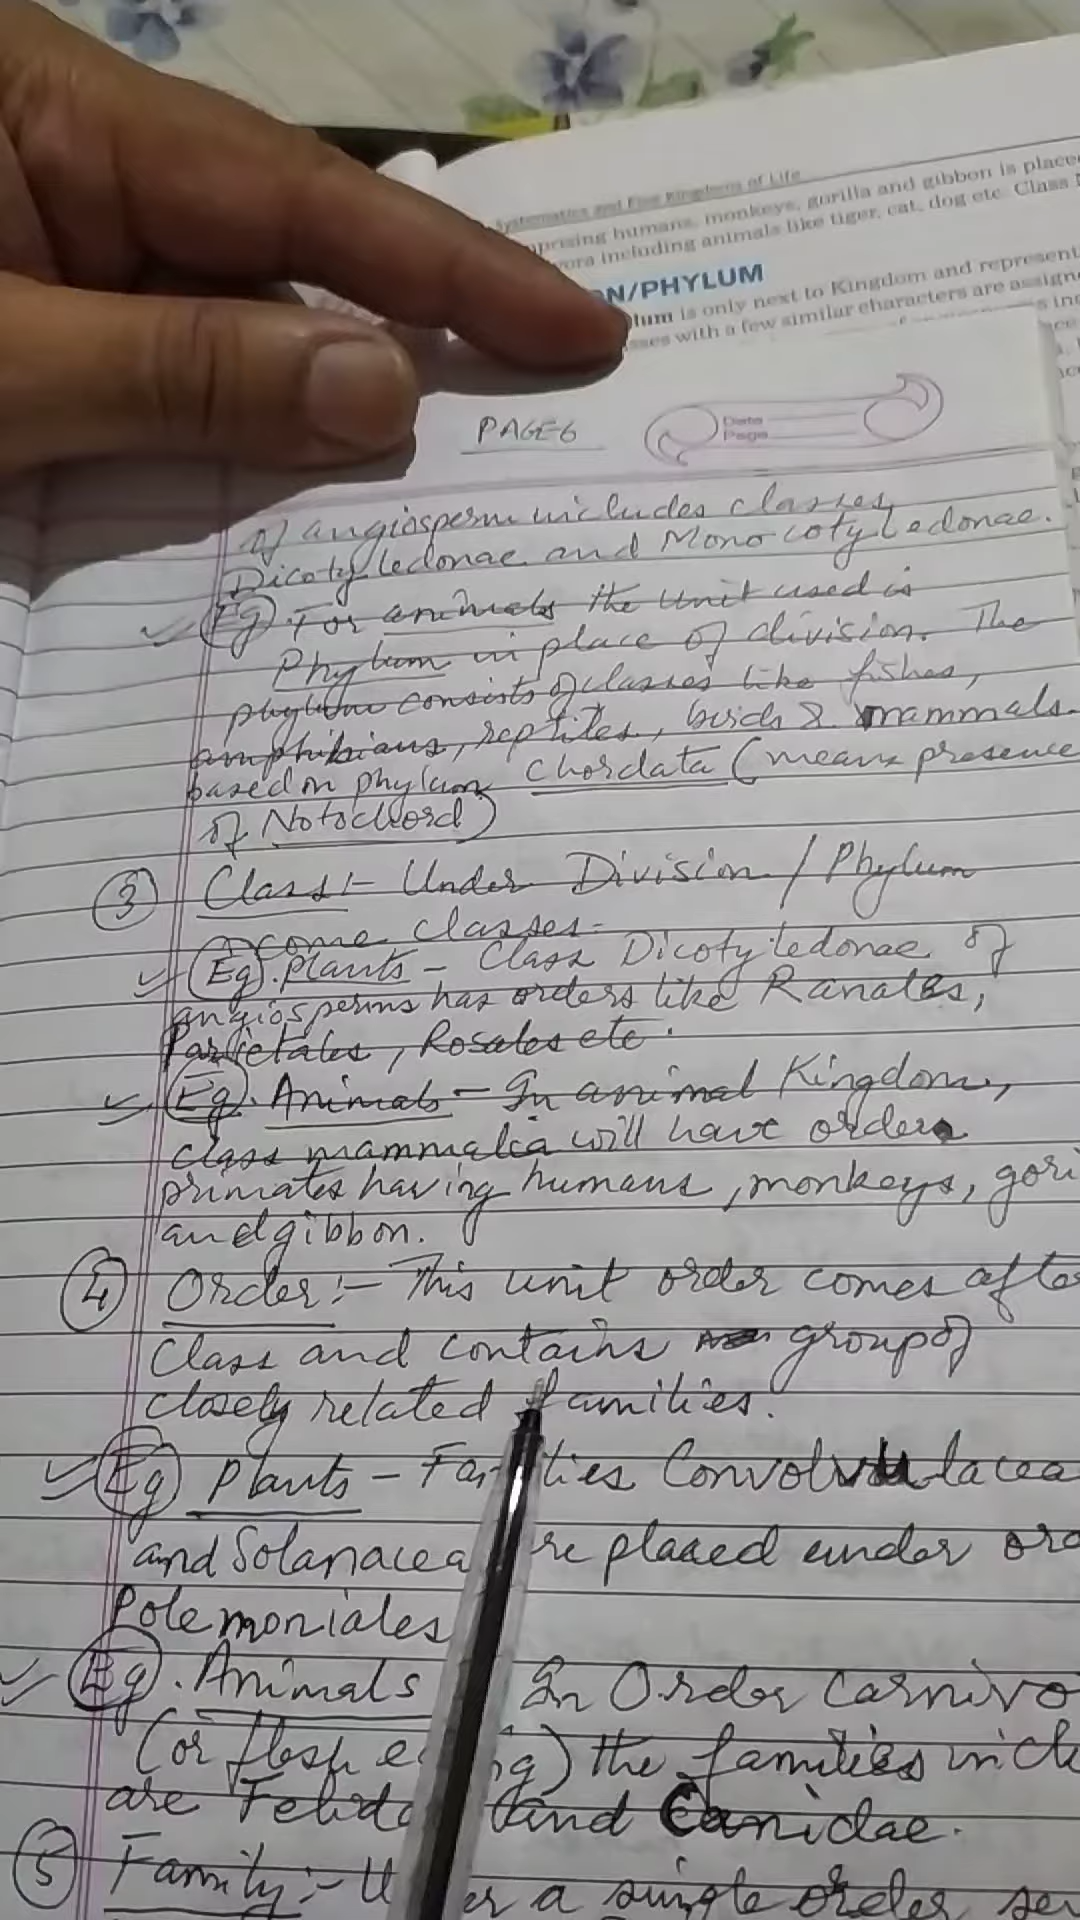 Systematics and Five Kingdoms of Life
prising humans, monkeys, gorilla and gibbon is place
vora including animals like tiger, cat, dog etc. Class
N/PHYLUM
lum is only next to Kingdom and represent
sses with a few similar characters are assign
PAGE-6
Date
Page
of angiosperm includes classes
Dicotyledonae and Monocotyledonae.
Eg. For animals the unit used is
Phylum in place of division. The
phylum consists of classes like fishes,
amphibians, reptiles, birds & mammals.
based on phylum Chordata (means presence
of Notochord)
3 Class:- Under Division / Phylum
come classes.
Eg. Plants - Class Dicotyledonae of
angiosperms has orders like Ranales,
Parietales, Rosales etc.
Eg. Animals - In animal Kingdom,
class mammalia will have order
primates having humans, monkeys, gori
and gibbon.
4 Order:- This unit order comes afte
class and contains group of
closely related families.
Eg Plants - Fa ties Convolvulacea
and Solanacea re placed under ord
Polemoniales
Eg. Animals In Order carnivo
(or flesh e ng) the families incl
are Felida and Canidae.
5 Family:- U er a single order se